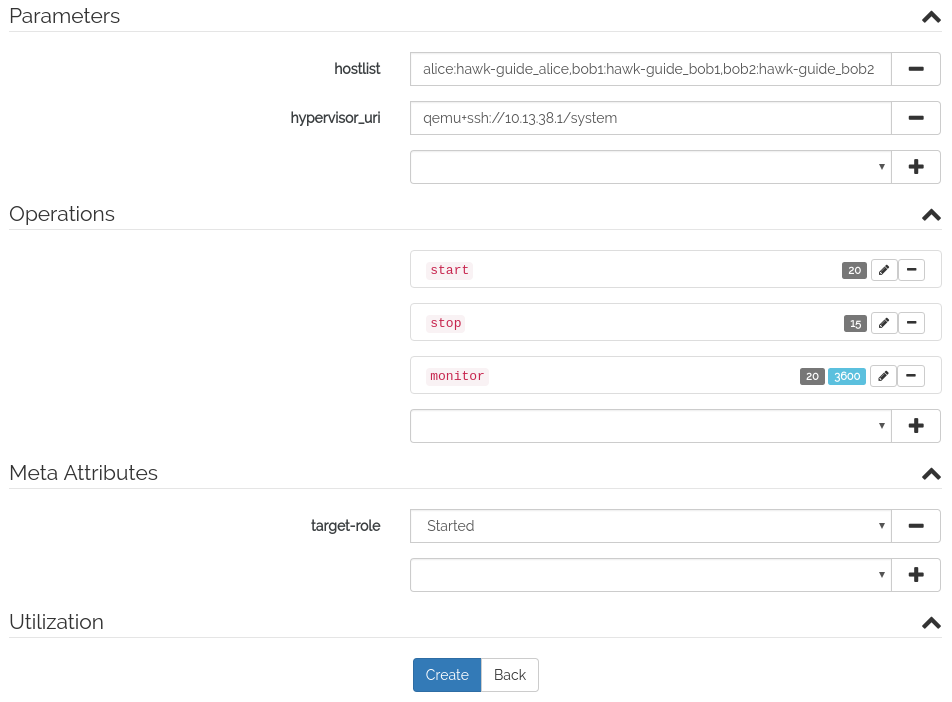 Parameters
hostlist alice:hawk-guide_alice,bob1:hawk-guide_bob1,bob2:hawk-guide_bob2
hypervisor_uri qemu+ssh://10.13.38.1/system
Operations
start 20
stop 15
monitor 20 3600
Meta Attributes
target-role Started
Utilization
Create Back